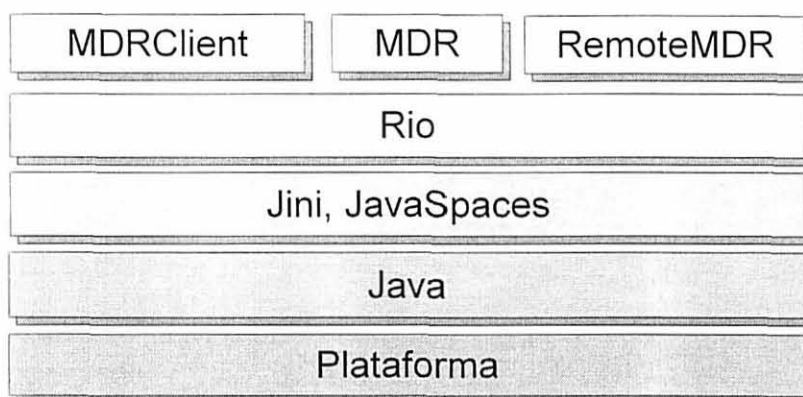 MDRClient MDR RemoteMDR
Rio
Jini, JavaSpaces
Java
Plataforma